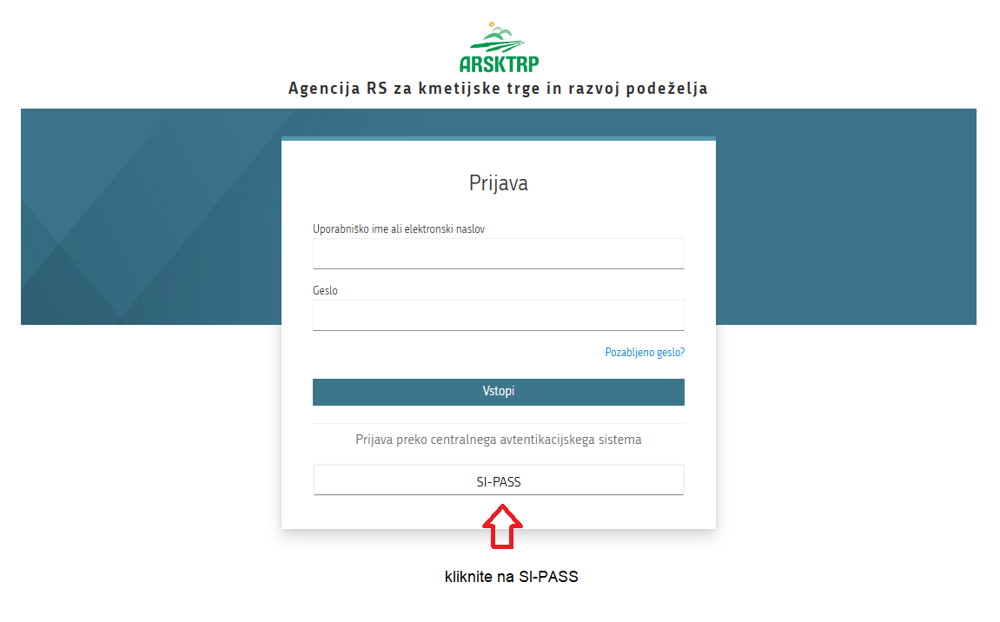 ARSKTRP
Agencija RS za kmetijske trge in razvoj podeželja
Prijava
Uporabniško ime ali elektronski naslov
Geslo
Pozabljeno geslo?
Vstopi
Prijava preko centralnega avtentikacijskega sistema
SI-PASS
kliknite na SI-PASS